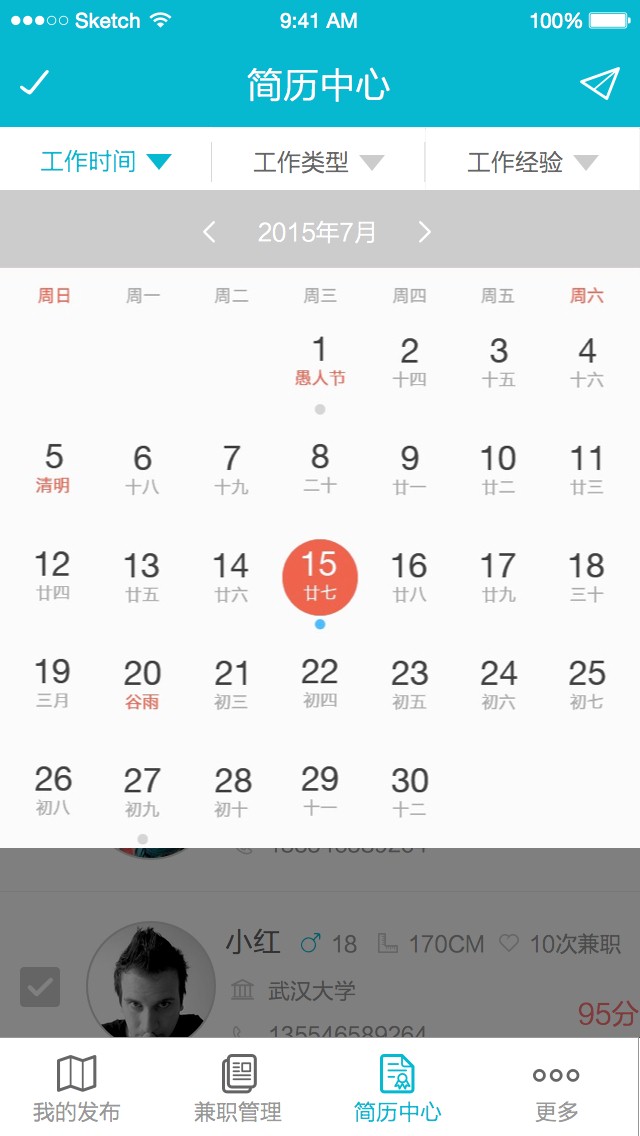 Sketch 9:41 AM 100%
简历中心
工作时间 工作类型 工作经验
2015年7月
周日 周一 周二 周三 周四 周五 周六
1 2 3 4
愚人节 十四 十五 十六
5 6 7 8 9 10 11
清明 十八 十九 二十 廿一 廿二 廿三
12 13 14 15 16 17 18
廿四 廿五 廿六 廿七 廿八 廿九 三十
19 20 21 22 23 24 25
三月 谷雨 初三 初四 初五 初六 初七
26 27 28 29 30
初八 初九 初十 十一 十二
小红 18 170CM 10次兼职
武汉大学
95分
135546589264
我的发布 兼职管理 简历中心 更多